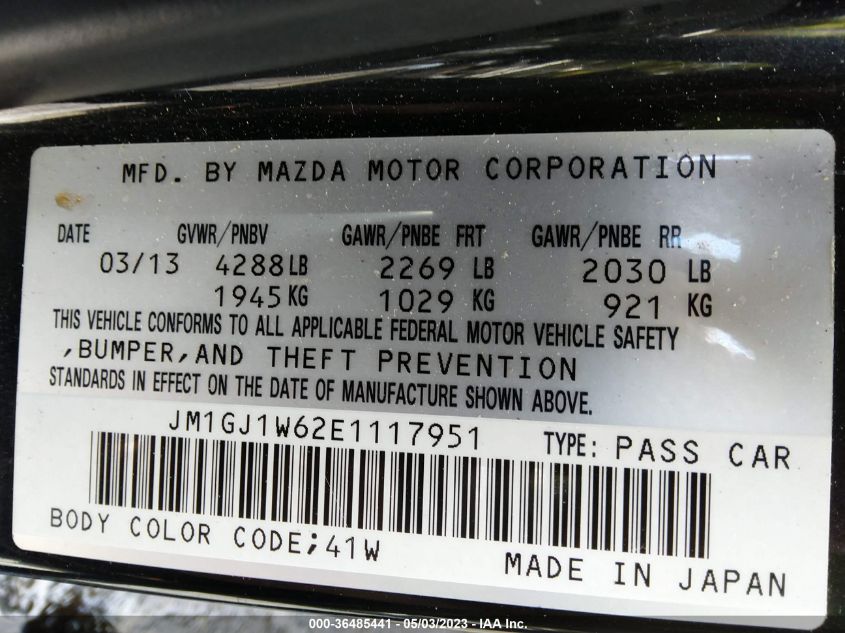 MFD. BY MAZDA MOTOR CORPORATION
DATE GVWR/PNBV GAWR/PNBE FRT GAWR/PNBE RR
03/13 4288 LB 2269 LB 2030 LB
1945 KG 1029 KG 921 KG
THIS VEHICLE CONFORMS TO ALL APPLICABLE FEDERAL MOTOR VEHICLE SAFETY
,BUMPER,AND THEFT PREVENTION
STANDARDS IN EFFECT ON THE DATE OF MANUFACTURE SHOWN ABOVE.
JM1GJ1W62E1117951 TYPE: PASS CAR
BODY COLOR CODE;41W
MADE IN JAPAN
000-36485441 - 05/03/2023 - IAA Inc.